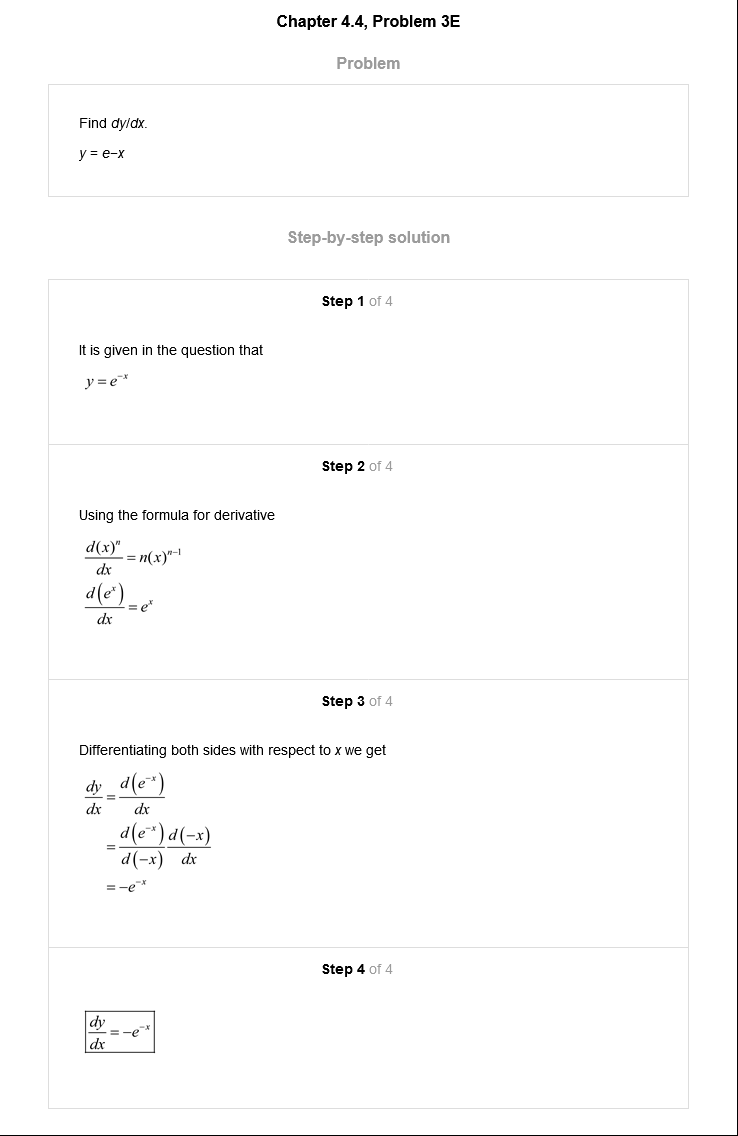 Chapter 4.4, Problem 3E
Problem
Find dy/dx.
y = e−x
Step-by-step solution
Step 1 of 4
It is given in the question that
y = e^{-x}
Step 2 of 4
Using the formula for derivative
\frac{d(x)^n}{dx} = n(x)^{n-1}
\frac{d(e^x)}{dx} = e^x
Step 3 of 4
Differentiating both sides with respect to x we get
\frac{dy}{dx} = \frac{d(e^{-x})}{dx}
= \frac{d(e^{-x})}{d(-x)} \frac{d(-x)}{dx}
= -e^{-x}
Step 4 of 4
\frac{dy}{dx} = -e^{-x}